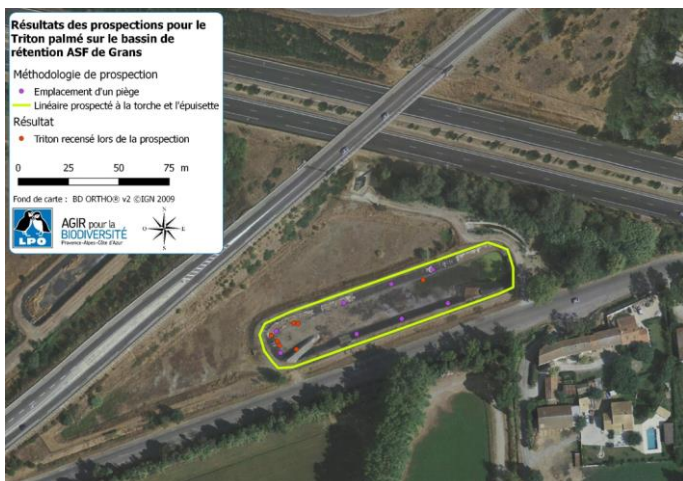 Résultats des prospections pour le
Triton palmé sur le bassin de
rétention ASF de Grans
Méthodologie de prospection
Emplacement d'un piège
Linéaire prospecté à la torche et l'épuisette
Résultat
Triton recensé lors de la prospection
0 25 50 75 m
Fond de carte : BD ORTHO® v2 ©IGN 2009
LPO
AGIR pour la
BIODIVERSITÉ
Provence-Alpes-Côte d'Azur
N
O E
S